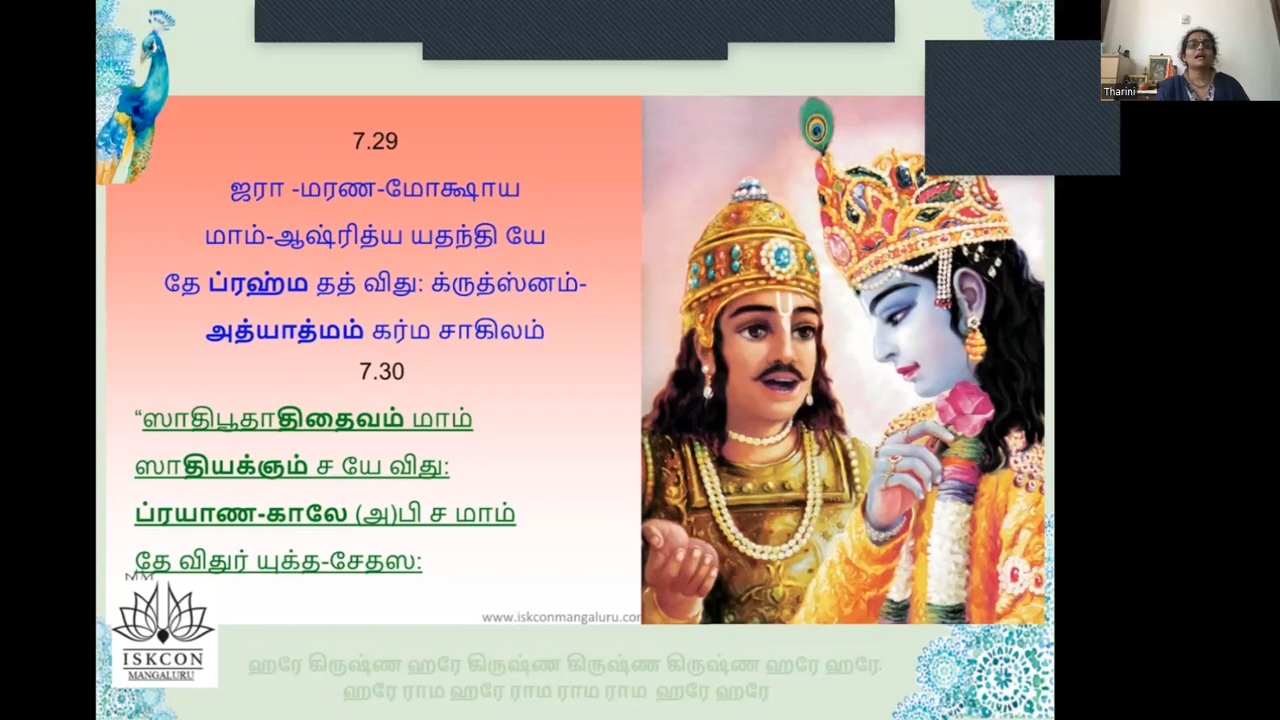 Tharini
7.29
ஜரா -மரண-மோக்ஷாய
மாம்-ஆஷ்ரித்ய யதந்தி யே
தே ப்ரஹ்ம தத் விது: க்ருத்ஸ்னம்-
அத்யாத்மம் கர்ம சாகிலம்
7.30
“ஸாதிபூதாதிதைவம் மாம்
ஸாதியக்ஞம் ச யே விது:
ப்ரயாண-காலே (அ)பி ச மாம்
தே விதுர் யுக்த-சேதஸ:
ISKCON
MANGALURU
www.iskconmangaluru.co
ஹரே கிருஷ்ண ஹரே கிருஷ்ண கிருஷ்ண கிருஷ்ண ஹரே ஹரே
ஹரே ராம ஹரே ராம ராம ராம ஹரே ஹரே